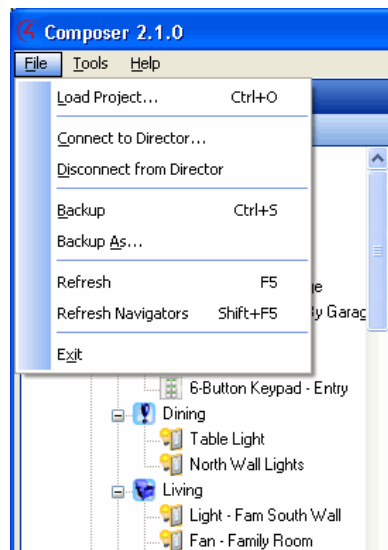 Composer 2.1.0
File Tools Help
Load Project... Ctrl+O
Connect to Director...
Disconnect from Director
Backup Ctrl+S
Backup As...
Refresh F5
Refresh Navigators Shift+F5
Exit
6-Button Keypad - Entry
Dining
Table Light
North Wall Lights
Living
Light - Fam South Wall
Fan - Family Room